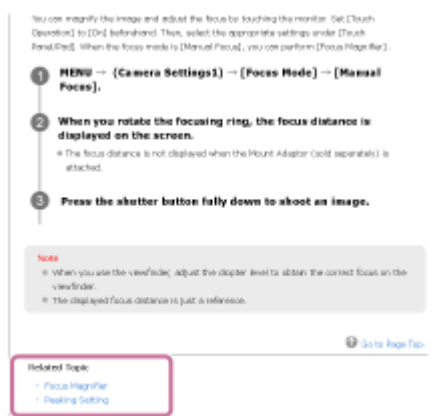 You can magnify the image and adjust the focus by touching the monitor. Set [Touch
Operation] to [On] beforehand. Then, select the appropriate settings under [Touch
Panel/Pad]. When the focus mode is [Manual Focus], you can perform [Focus Magnifier].
1 MENU → (Camera Settings1) → [Focus Mode] → [Manual
Focus].
2 When you rotate the focusing ring, the focus distance is
displayed on the screen.
The focus distance is not displayed when the Mount Adaptor (sold separately) is
attached.
3 Press the shutter button fully down to shoot an image.
Note
When you use the viewfinder, adjust the diopter level to obtain the correct focus on the
viewfinder.
The displayed focus distance is just a reference.
Go to Page Top
Related Topic
Focus Magnifier
Peaking Setting